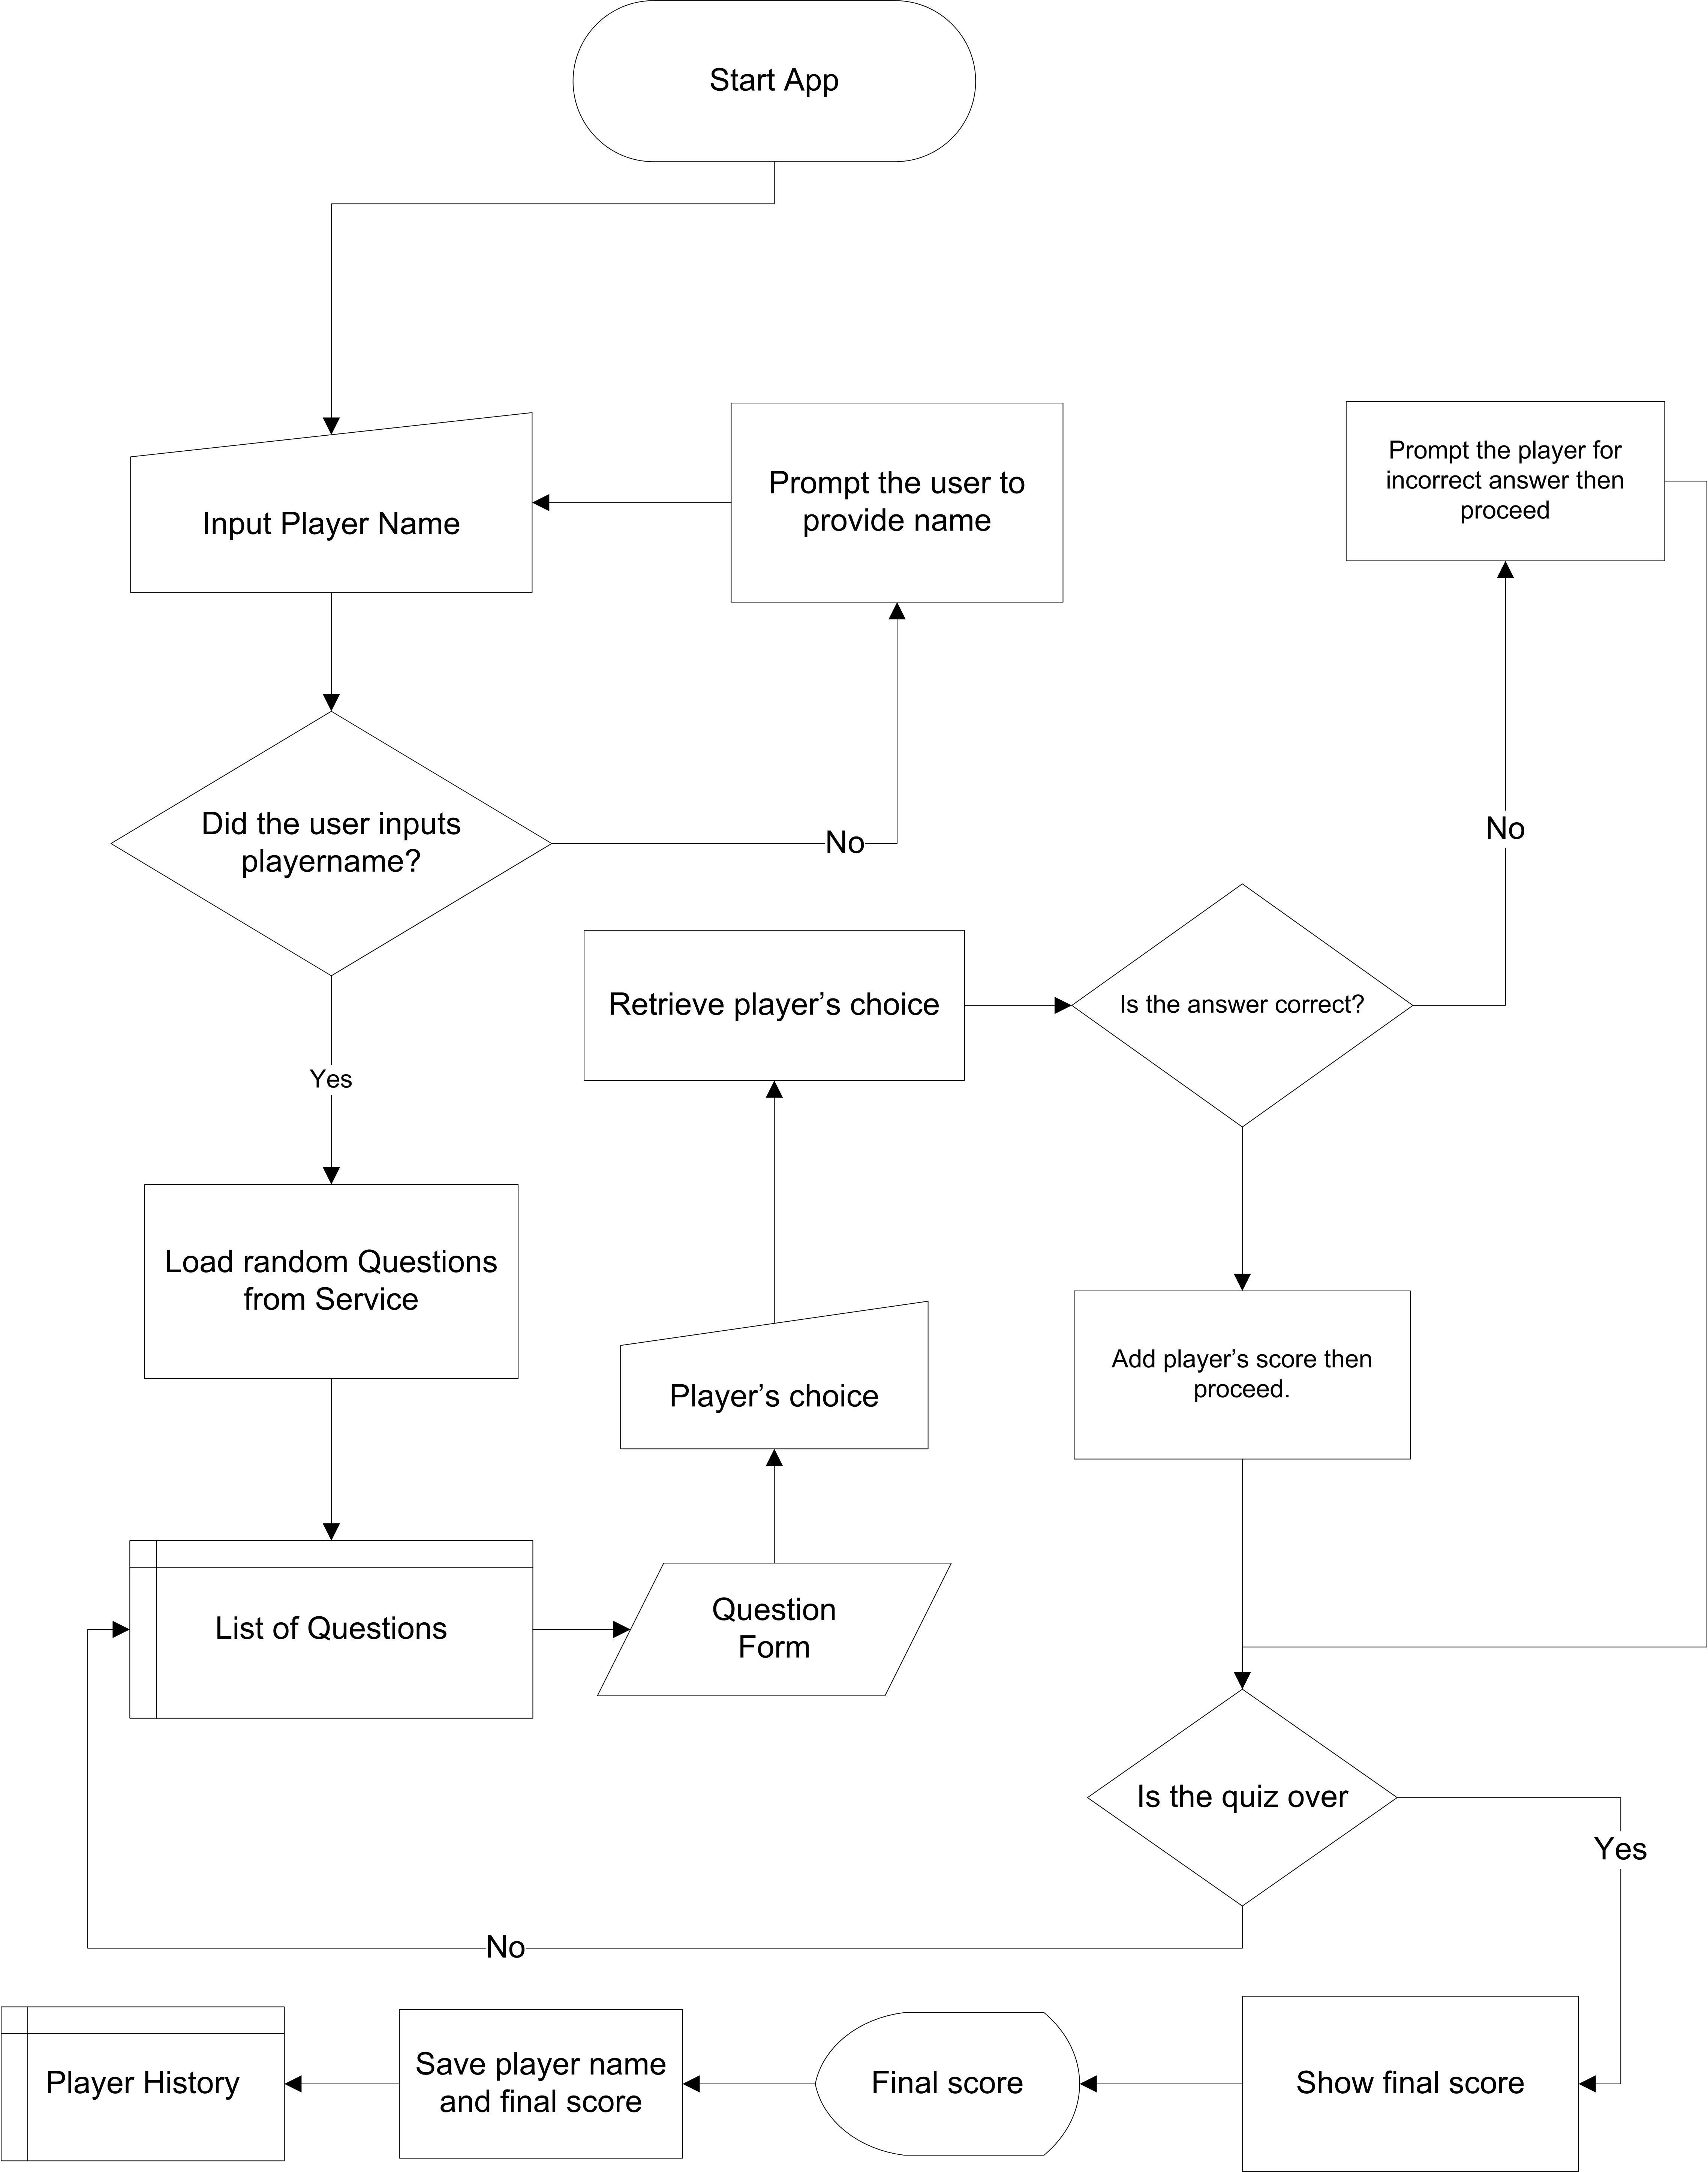 Start App
Input Player Name
Prompt the user to
provide name
Prompt the player for
incorrect answer then
proceed
Did the user inputs
playername?
No
No
Retrieve player’s choice
Is the answer correct?
Yes
Load random Questions
from Service
Player’s choice
Add player’s score then
proceed.
List of Questions
Question
Form
Is the quiz over
Yes
No
Player History
Save player name
and final score
Final score
Show final score